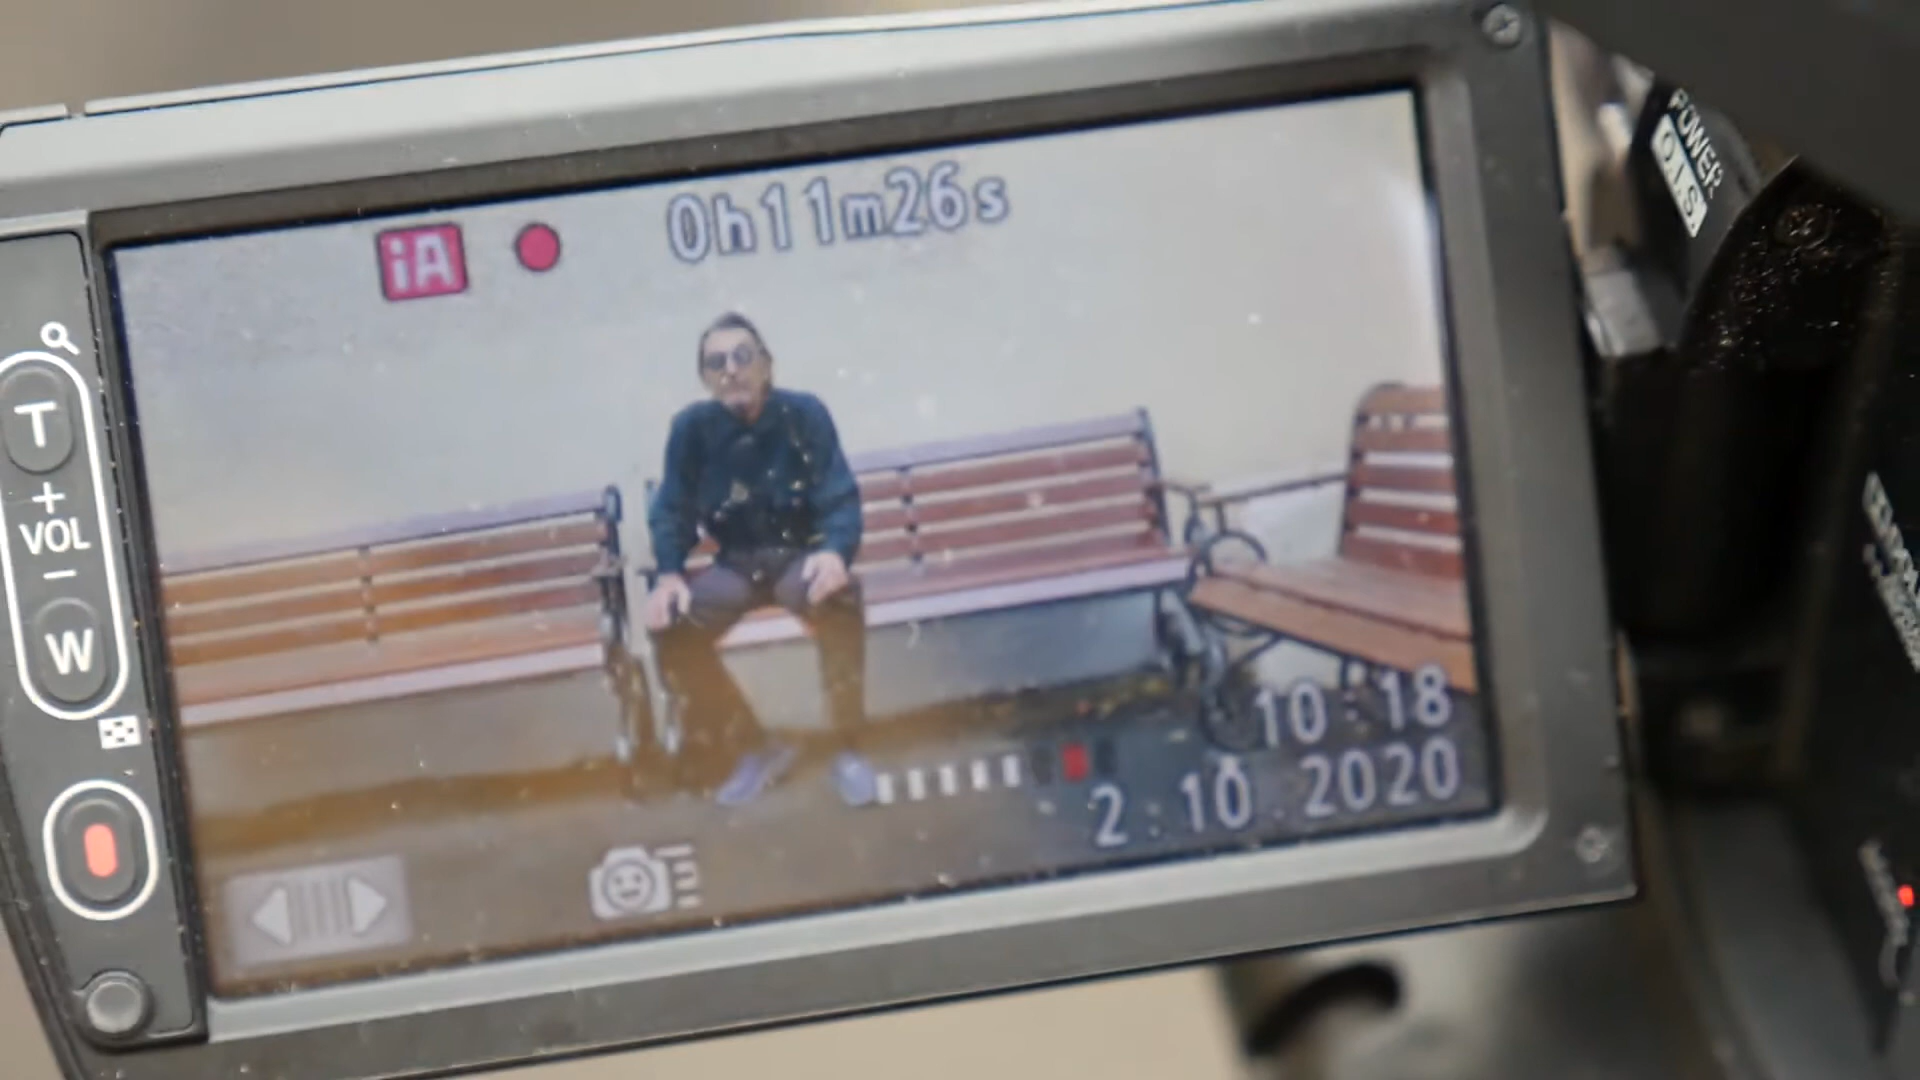 iA
0h11m26s
10:18
2.10.2020
T
+
VOL
-
W
POWER
O.I.S.